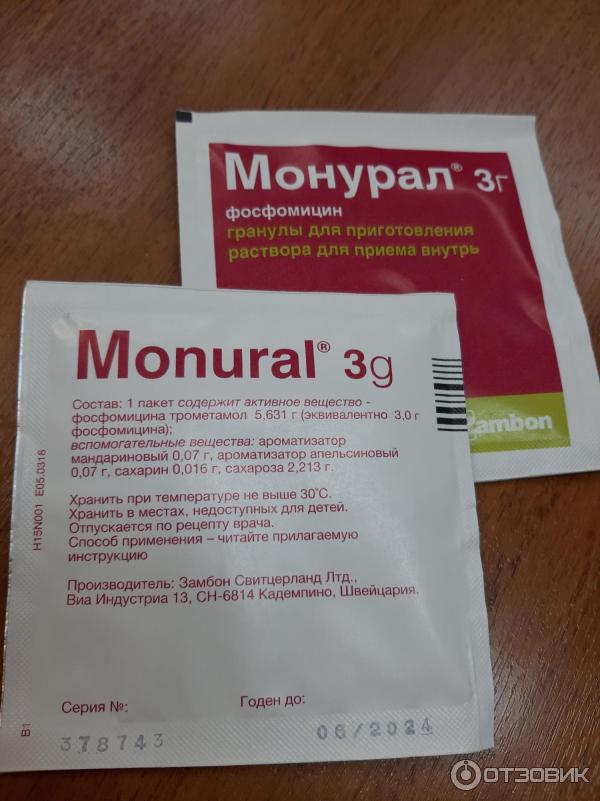 Монурал® 3г
фосфомицин
гранулы для приготовления
раствора для приема внутрь
Zambon
Monural® 3g
Состав: 1 пакет содержит активное вещество -
фосфомицина трометамол 5,631 г (эквивалентно 3,0 г
фосфомицина);
вспомогательные вещества: ароматизатор
мандариновый 0,07 г, ароматизатор апельсиновый
0,07 г, сахарин 0,016 г, сахароза 2,213 г.
Хранить при температуре не выше 30˚С.
Хранить в местах, недоступных для детей.
Отпускается по рецепту врача.
Способ применения – читайте прилагаемую
инструкцию
Производитель: Замбон Свитцерланд Лтд.,
Виа Индустриа 13, СН-6814 Кадемпино, Швейцария.
Серия №:
Годен до:
378743
06/2024
H15N001 E05.0318
B1
ОТЗОВИК